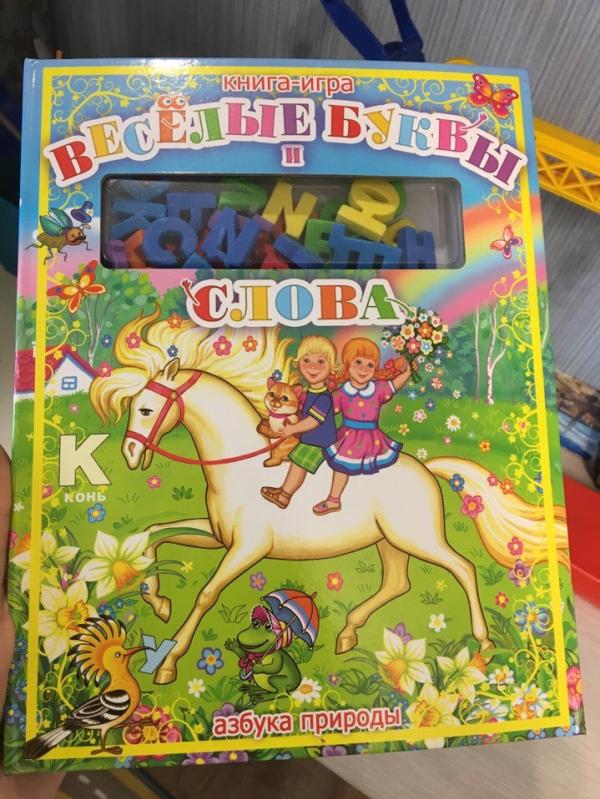 книга-игра
ВЕСЁЛЫЕ БУКВЫ
И
СЛОВА
К
КОНЬ
У
азбука природы